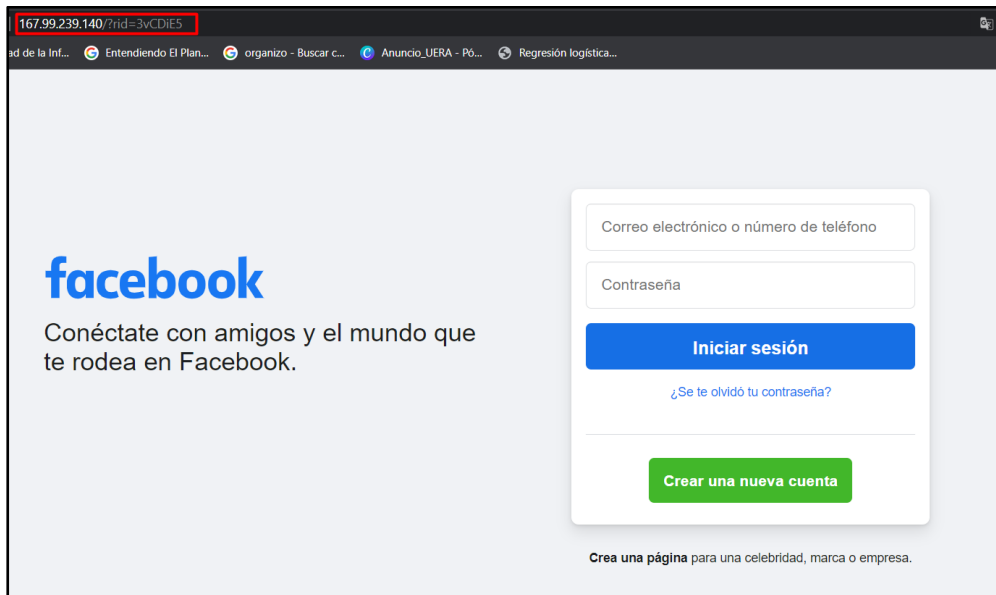 167.99.239.140/?rid=3vCDiE5
ad de la Inf... Entendiendo El Plan... organizo - Buscar c... Anuncio_UERA - Pó... Regresión logística...
facebook
Conéctate con amigos y el mundo que
te rodea en Facebook.
Correo electrónico o número de teléfono
Contraseña
Iniciar sesión
¿Se te olvidó tu contraseña?
Crear una nueva cuenta
Crea una página para una celebridad, marca o empresa.